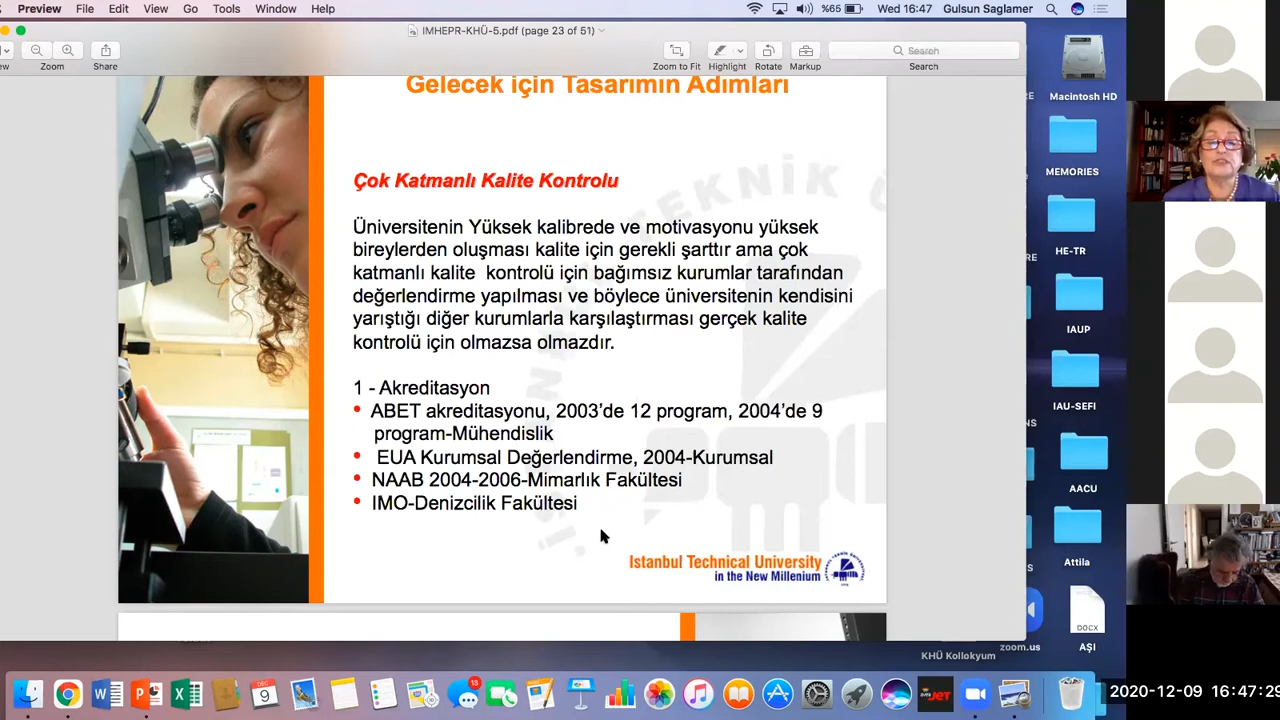 Preview File Edit View Go Tools Window Help %65 Wed 16:47 Gulsun Saglamer
IMHEPR-KHÜ-5.pdf (page 23 of 51)
Search
Zoom Share Zoom to Fit Highlight Rotate Markup Search
Gelecek için Tasarımın Adımları
Çok Katmanlı Kalite Kontrolu
Üniversitenin Yüksek kalibrede ve motivasyonu yüksek
bireylerden oluşması kalite için gerekli şarttır ama çok
katmanlı kalite kontrolü için bağımsız kurumlar tarafından
değerlendirme yapılması ve böylece üniversitenin kendisini
yarıştığı diğer kurumlarla karşılaştırması gerçek kalite
kontrolü için olmazsa olmazdır.
1 - Akreditasyon
• ABET akreditasyonu, 2003’de 12 program, 2004’de 9
program-Mühendislik
• EUA Kurumsal Değerlendirme, 2004-Kurumsal
• NAAB 2004-2006-Mimarlık Fakültesi
• IMO-Denizcilik Fakültesi
Istanbul Technical University
in the New Millenium
TEKNİK Ü
Macintosh HD
MEMORIES
HE-TR
IAUP
IAU-SEFI
AACU
Attila
DOCX
AŞI
zoom.us
KHÜ Kollokyum
DEC
9
13
JET
2020-12-09 16:47:29